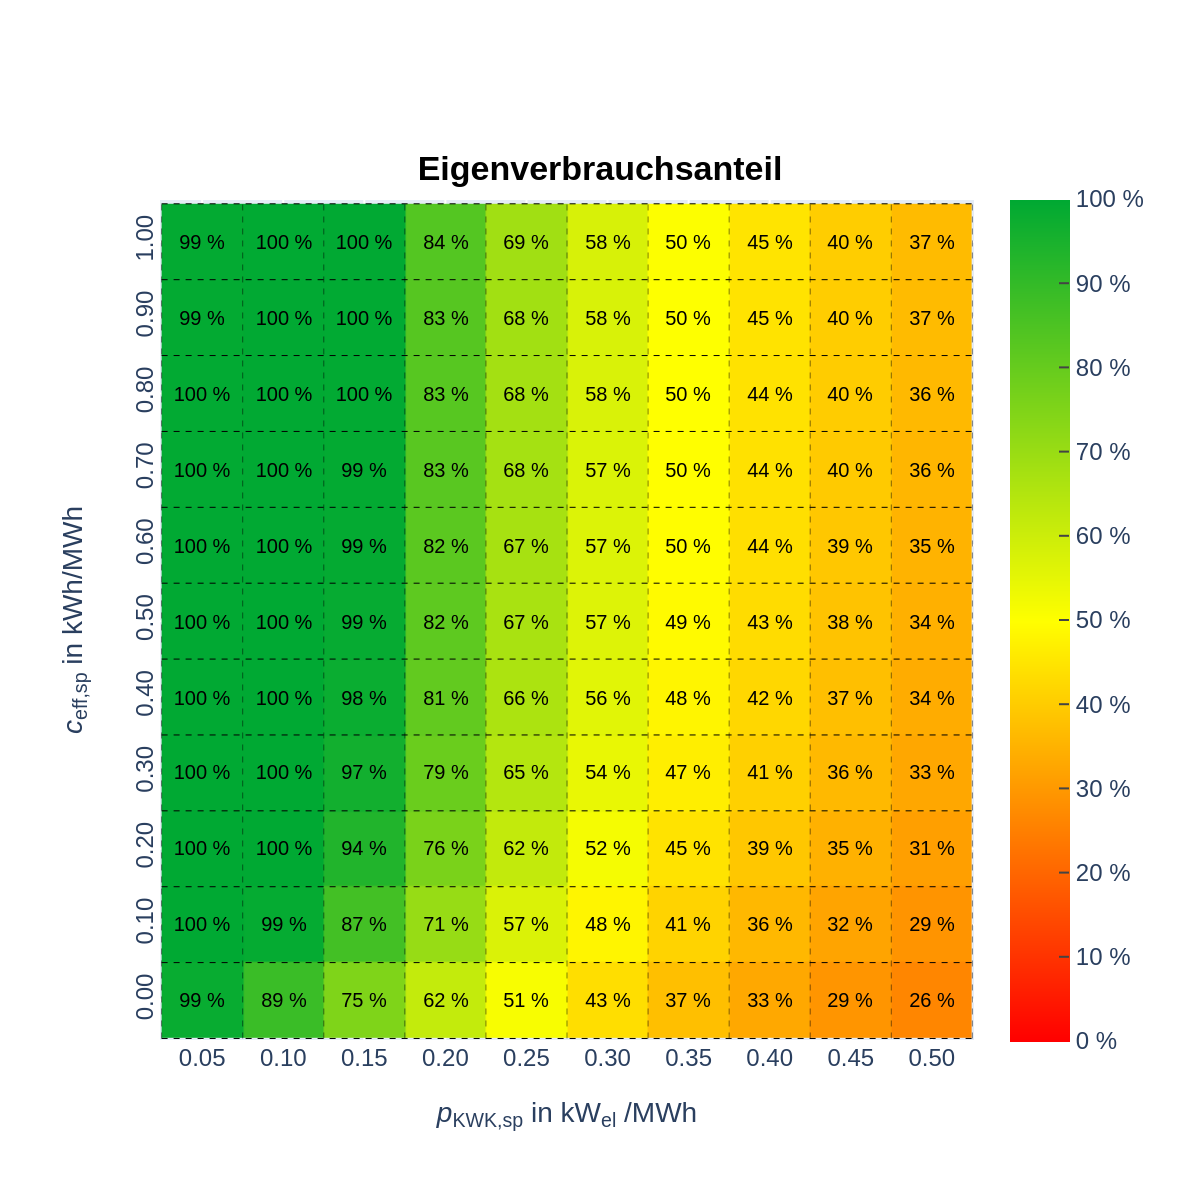 Eigenverbrauchsanteil
1.00 99 % 100 % 100 % 84 % 69 % 58 % 50 % 45 % 40 % 37 %
0.90 99 % 100 % 100 % 83 % 68 % 58 % 50 % 45 % 40 % 37 %
0.80 100 % 100 % 100 % 83 % 68 % 58 % 50 % 44 % 40 % 36 %
0.70 100 % 100 % 99 % 83 % 68 % 57 % 50 % 44 % 40 % 36 %
0.60 100 % 100 % 99 % 82 % 67 % 57 % 50 % 44 % 39 % 35 %
0.50 100 % 100 % 99 % 82 % 67 % 57 % 49 % 43 % 38 % 34 %
0.40 100 % 100 % 98 % 81 % 66 % 56 % 48 % 42 % 37 % 34 %
0.30 100 % 100 % 97 % 79 % 65 % 54 % 47 % 41 % 36 % 33 %
0.20 100 % 100 % 94 % 76 % 62 % 52 % 45 % 39 % 35 % 31 %
0.10 100 % 99 % 87 % 71 % 57 % 48 % 41 % 36 % 32 % 29 %
0.00 99 % 89 % 75 % 62 % 51 % 43 % 37 % 33 % 29 % 26 %
0.05 0.10 0.15 0.20 0.25 0.30 0.35 0.40 0.45 0.50
pKWK,sp in kWel /MWh
ceff,sp in kWh/MWh
100 %
90 %
80 %
70 %
60 %
50 %
40 %
30 %
20 %
10 %
0 %